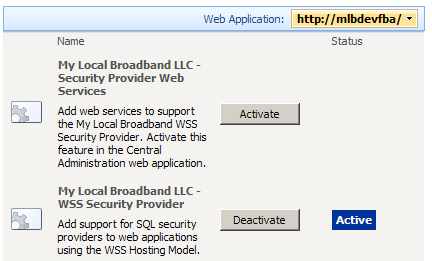 Web Application: http://mlbdevfba/
Name Status
My Local Broadband LLC -
Security Provider Web
Services
Add web services to support
the My Local Broadband WSS
Security Provider. Activate this
feature in the Central
Administration web application.
Activate
My Local Broadband LLC -
WSS Security Provider
Add support for SQL security
providers to web applications
using the WSS Hosting Model.
Deactivate
Active